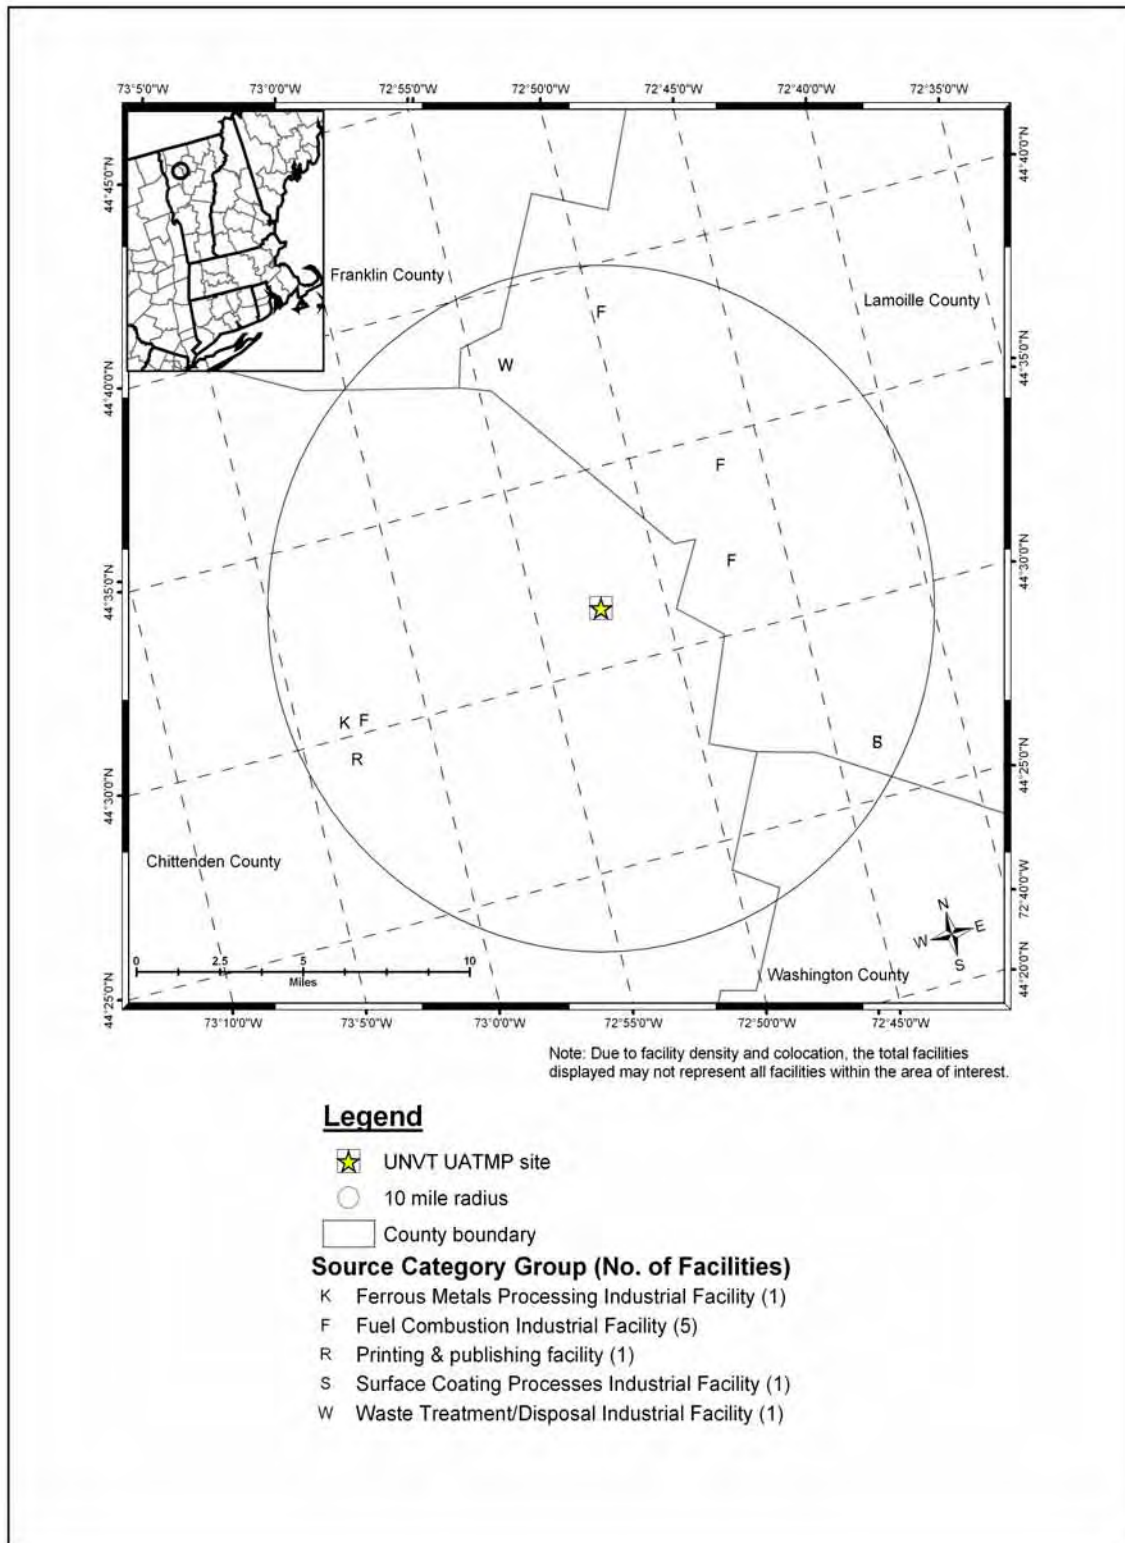 73°5'0"W 73°0'0"W 72°55'0"W 72°50'0"W 72°45'0"W 72°40'0"W 72°35'0"W
44°40'0"N
44°45'0"N
Franklin County
Lamoille County
F
W
44°35'0"N
44°40'0"N
F
F
44°30'0"N
44°35'0"N
K F
R
S
44°25'0"N
44°30'0"N
Chittenden County
72°40'0"W
N
W E
S
0 2.5 5 10
Miles
Washington County
44°20'0"N
44°25'0"N
73°10'0"W 73°5'0"W 73°0'0"W 72°55'0"W 72°50'0"W 72°45'0"W
Note: Due to facility density and colocation, the total facilities
displayed may not represent all facilities within the area of interest.
Legend
UNVT UATMP site
10 mile radius
County boundary
Source Category Group (No. of Facilities)
K Ferrous Metals Processing Industrial Facility (1)
F Fuel Combustion Industrial Facility (5)
R Printing & publishing facility (1)
S Surface Coating Processes Industrial Facility (1)
W Waste Treatment/Disposal Industrial Facility (1)